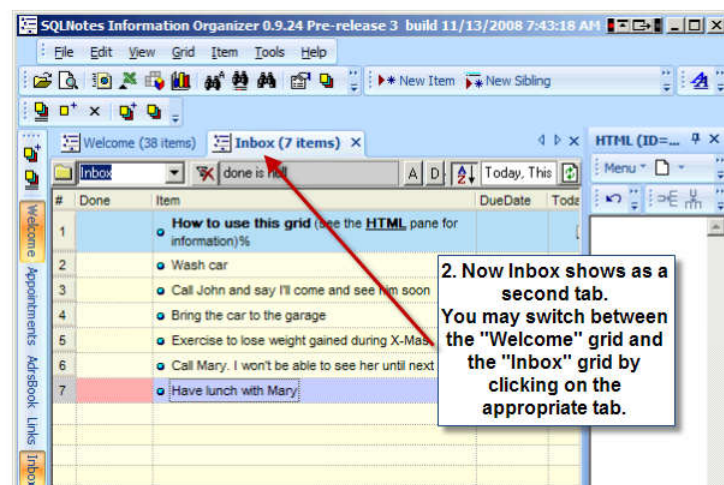 SQLNotes Information Organizer 0.9.24 Pre-release 3 build 11/13/2008 7:43:18 AM
File Edit View Grid Item Tools Help
New Item New Sibling
Welcome (38 items) Inbox (7 items) HTML (ID=...
Inbox done is null A D Today, This Menu
# Done Item DueDate Toda
1 How to use this grid (see the HTML pane for
information)%
2 Wash car
3 Call John and say I'll come and see him soon
4 Bring the car to the garage
5 Exercise to lose weight gained during X-Mas
6 Call Mary. I won't be able to see her until next
7 Have lunch with Mary
2. Now Inbox shows as a
second tab.
You may switch between
the "Welcome" grid and
the "Inbox" grid by
clicking on the
appropriate tab.
Welcome
Appointments
AdrsBook
Links
Inbox